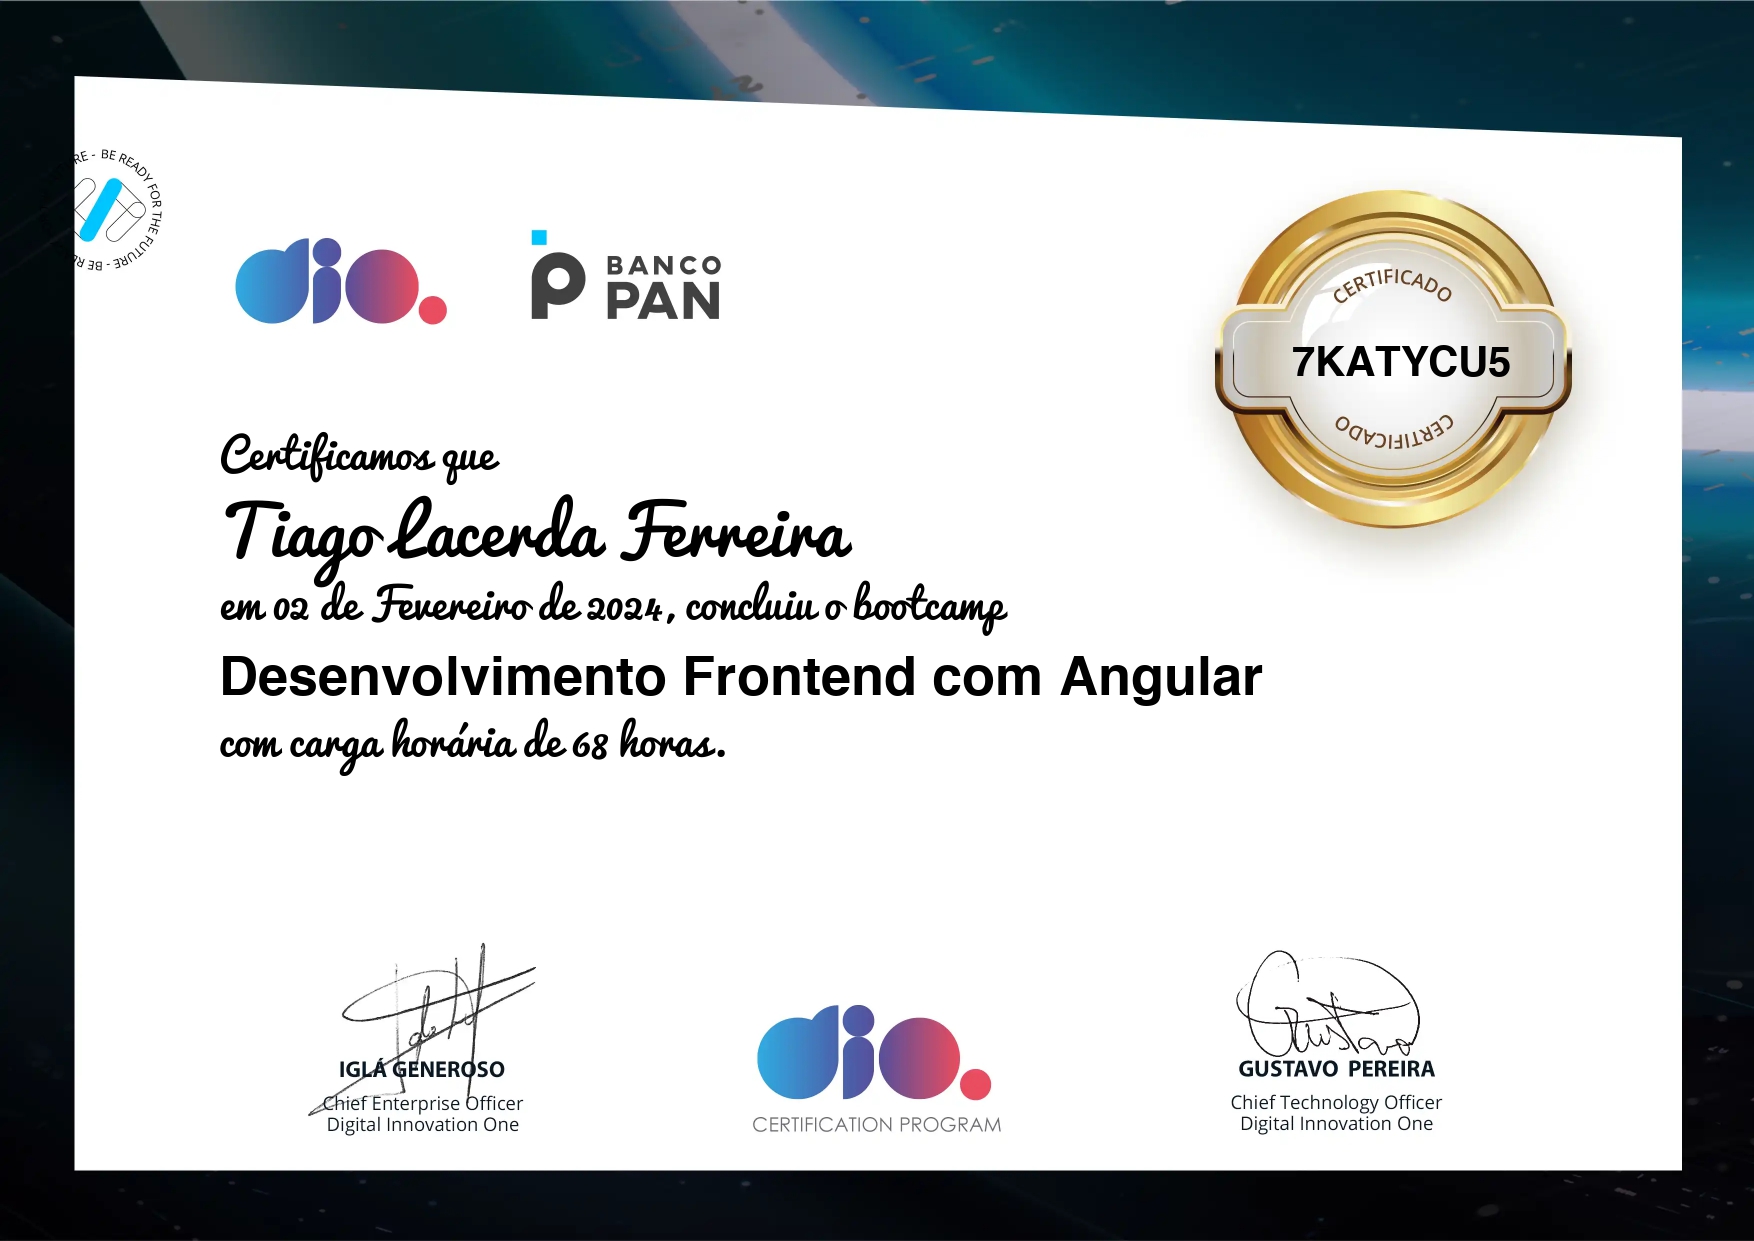 RE - BE READY FOR THE FUTURE - BE RE
dio.
BANCO
PAN
CERTIFICADO
7KATYCU5
CERTIFICADO
Certificamos que
Tiago Lacerda Ferreira
em 02 de Fevereiro de 2024, concluiu o bootcamp
Desenvolvimento Frontend com Angular
com carga horária de 68 horas.
Gustavo
IGLÁ GENEROSO
Chief Enterprise Officer
Digital Innovation One
dio.
CERTIFICATION PROGRAM
GUSTAVO PEREIRA
Chief Technology Officer
Digital Innovation One